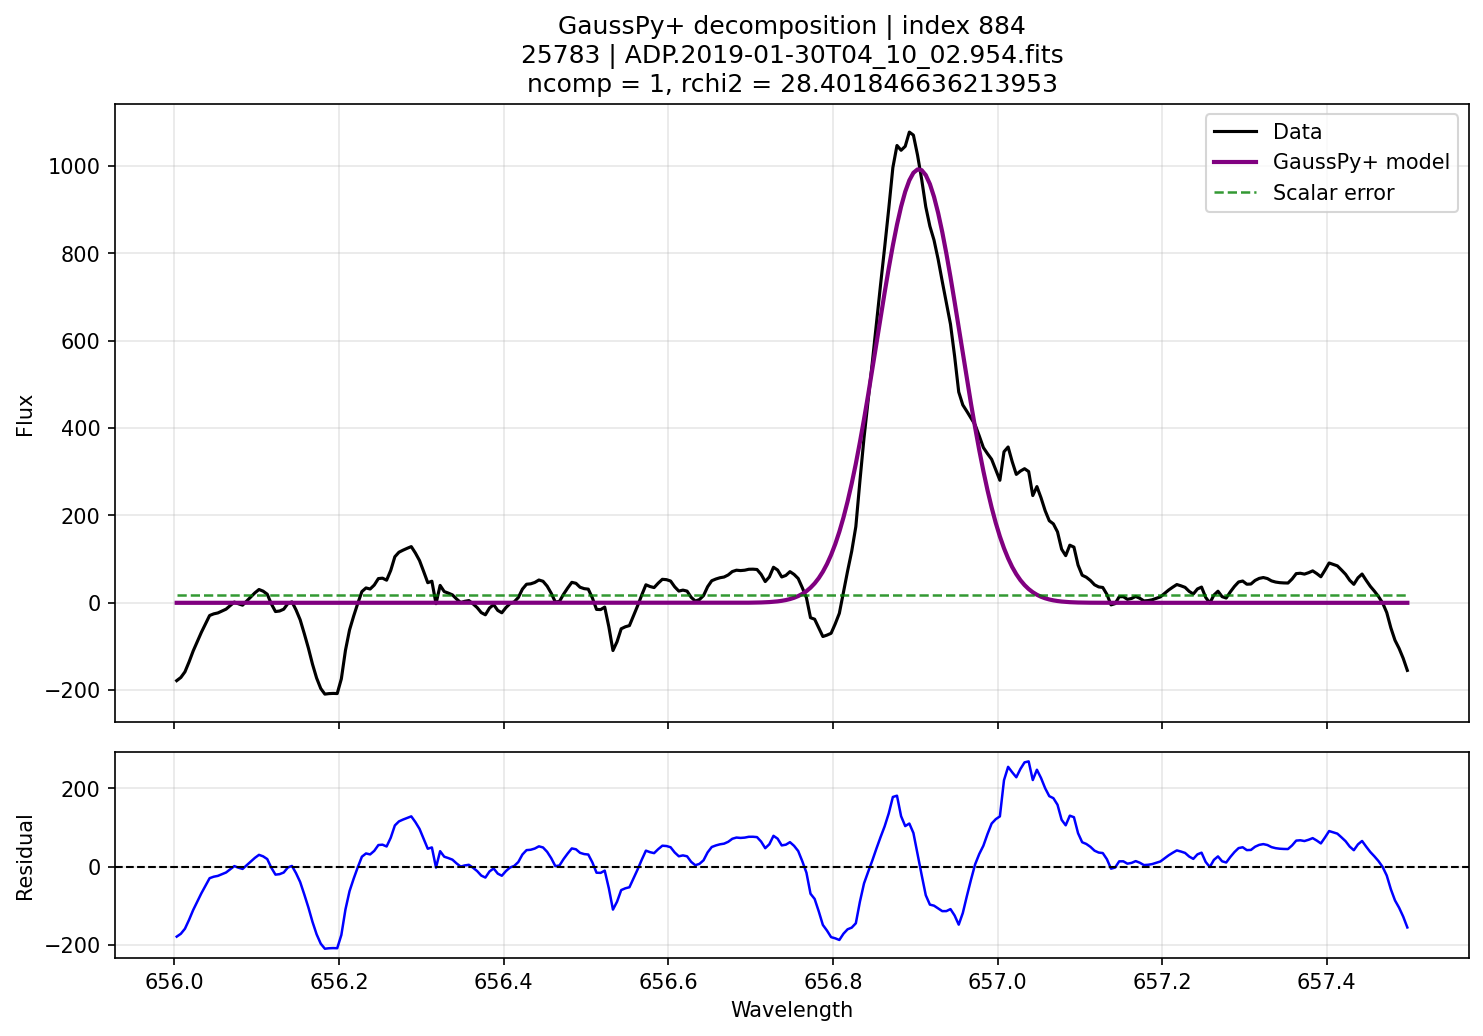 GaussPy+ decomposition | index 884
25783 | ADP.2019-01-30T04_10_02.954.fits
ncomp = 1, rchi2 = 28.401846636213953
Data
GaussPy+ model
Scalar error
1000
800
600
400
200
0
−200
Flux
200
0
−200
Residual
656.0 656.2 656.4 656.6 656.8 657.0 657.2 657.4
Wavelength